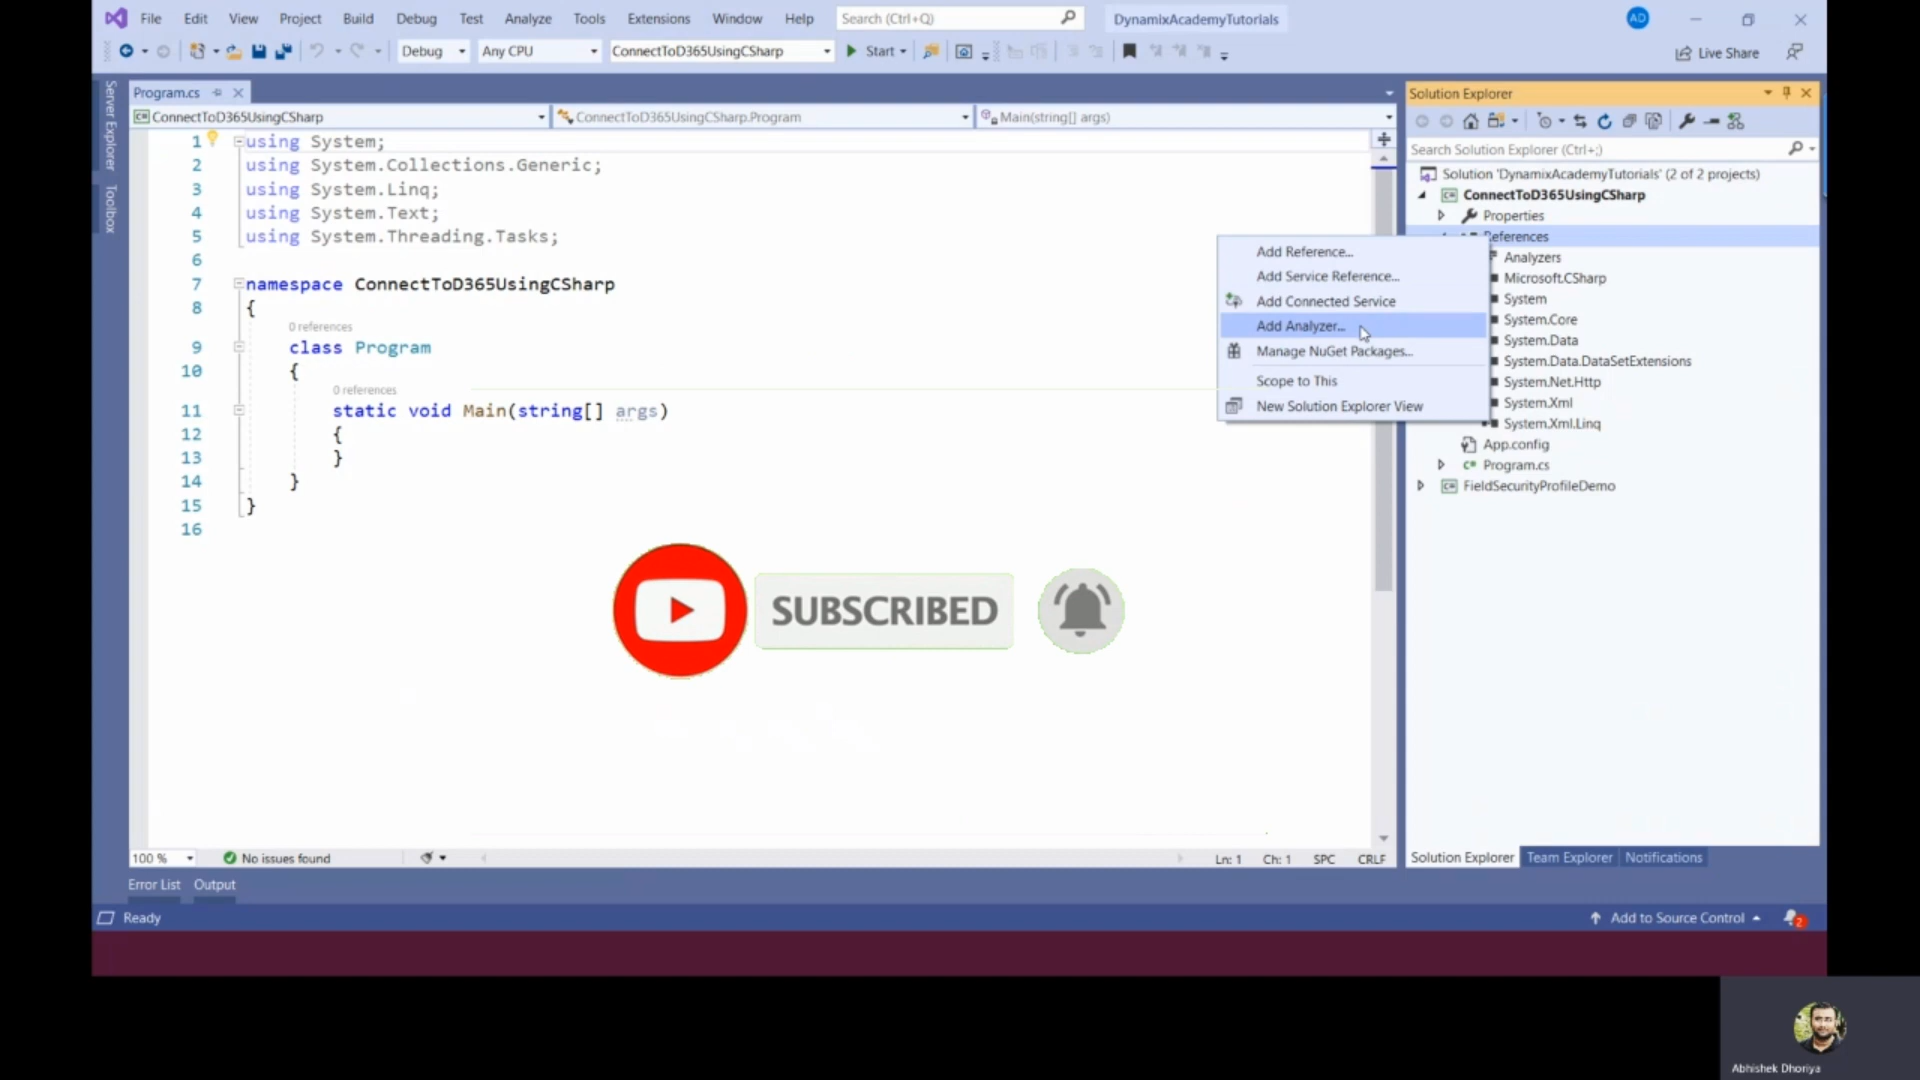 File Edit View Project Build Debug Test Analyze Tools Extensions Window Help Search (Ctrl+Q) DynamixAcademyTutorials AD
Debug Any CPU ConnectToD365UsingCSharp Start Live Share
Server Explorer
Toolbox
Program.cs
ConnectToD365UsingCSharp ConnectToD365UsingCSharp.Program Main(string[] args)
1 using System;
2 using System.Collections.Generic;
3 using System.Linq;
4 using System.Text;
5 using System.Threading.Tasks;
6
7 namespace ConnectToD365UsingCSharp
8 {
0 references
9 class Program
10 {
0 references
11 static void Main(string[] args)
12 {
13 }
14 }
15 }
16
SUBSCRIBED
Add Reference...
Add Service Reference...
Add Connected Service
Add Analyzer...
Manage NuGet Packages...
Scope to This
New Solution Explorer View
Solution Explorer
Search Solution Explorer (Ctrl+;)
Solution 'DynamixAcademyTutorials' (2 of 2 projects)
ConnectToD365UsingCSharp
Properties
References
Analyzers
Microsoft.CSharp
System
System.Core
System.Data
System.Data.DataSetExtensions
System.Net.Http
System.Xml
System.Xml.Linq
App.config
C# Program.cs
C# FieldSecurityProfileDemo
100 % No issues found Ln: 1 Ch: 1 SPC CRLF
Solution Explorer Team Explorer Notifications
Error List Output
Ready Add to Source Control 2
Abhishek Dhoriya